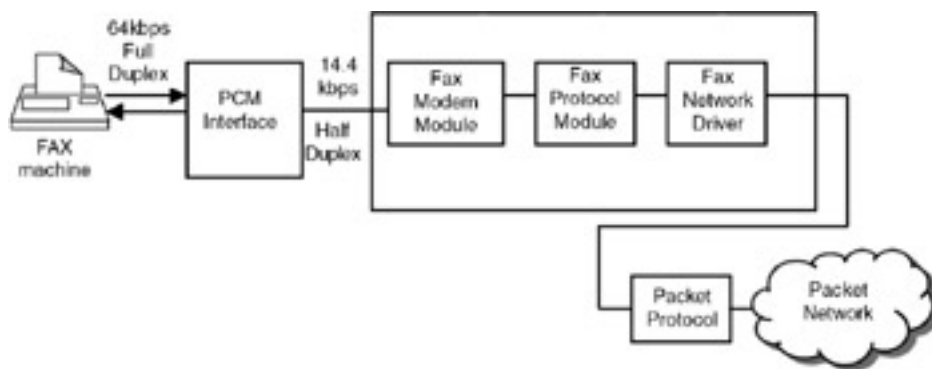 64kbps
Full
Duplex
FAX
machine
PCM
Interface
14.4
kbps
Half
Duplex
Fax
Modem
Module
Fax
Protocol
Module
Fax
Network
Driver
Packet
Protocol
Packet
Network